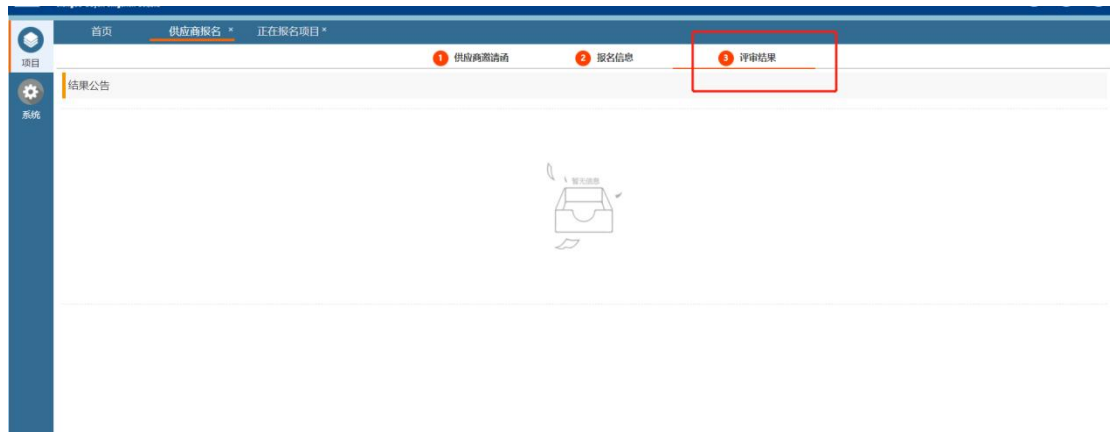 首页 供应商报名 × 正在报名项目 ×
项目
1 供应商邀请函 2 报名信息 3 评审结果
结果公告
系统
暂无信息